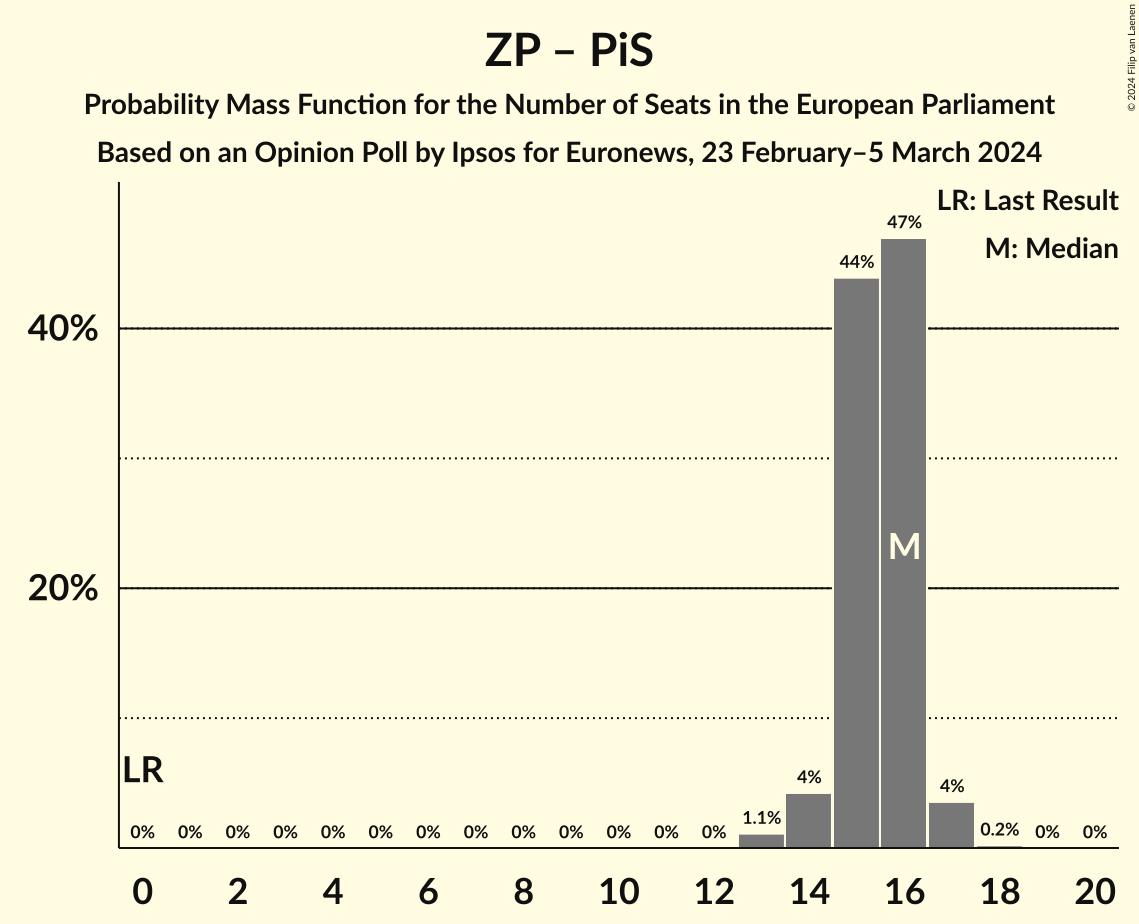 ZP – PiS
Probability Mass Function for the Number of Seats in the European Parliament
Based on an Opinion Poll by Ipsos for Euronews, 23 February–5 March 2024
© 2024 Filip van Laenen
LR: Last Result
M: Median
47%
44%
40%
M
20%
LR
4%
4%
1.1%
0% 0% 0% 0% 0% 0% 0% 0% 0% 0% 0% 0% 0% 0.2% 0% 0%
0 2 4 6 8 10 12 14 16 18 20